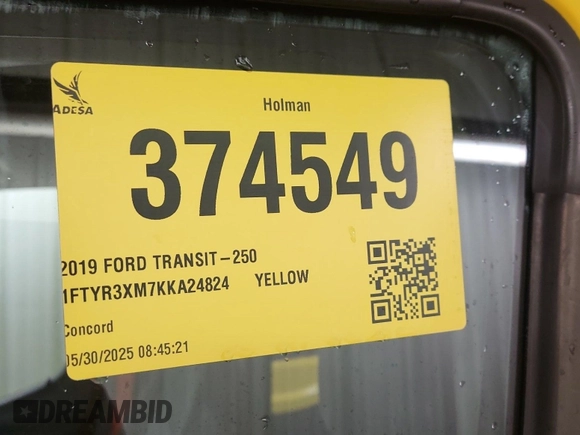 ADESA
Holman
374549
2019 FORD TRANSIT-250
1FTYR3XM7KKA24824 YELLOW
Concord
05/30/2025 08:45:21
DREAMBID